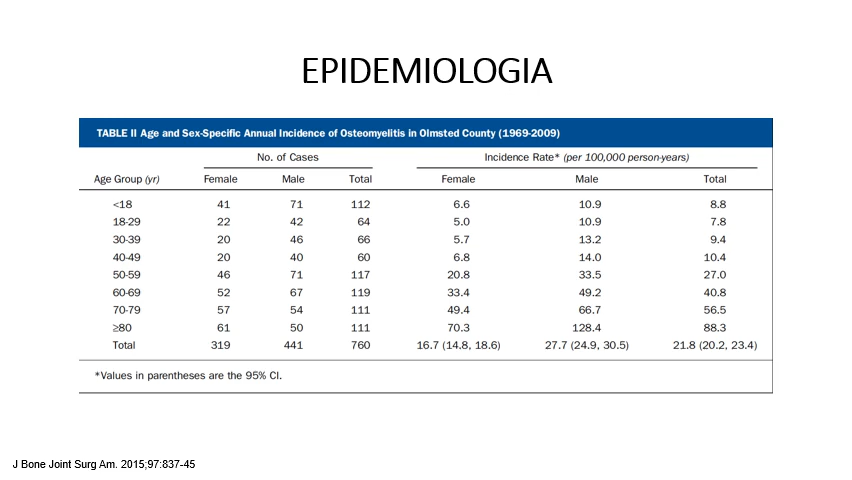 EPIDEMIOLOGIA
TABLE II Age and Sex-Specific Annual Incidence of Osteomyelitis in Olmsted County (1969-2009)
No. of Cases Incidence Rate* (per 100,000 person-years)
Age Group (yr) Female Male Total Female Male Total
<18 41 71 112 6.6 10.9 8.8
18-29 22 42 64 5.0 10.9 7.8
30-39 20 46 66 5.7 13.2 9.4
40-49 20 40 60 6.8 14.0 10.4
50-59 46 71 117 20.8 33.5 27.0
60-69 52 67 119 33.4 49.2 40.8
70-79 57 54 111 49.4 66.7 56.5
≥80 61 50 111 70.3 128.4 88.3
Total 319 441 760 16.7 (14.8, 18.6) 27.7 (24.9, 30.5) 21.8 (20.2, 23.4)
*Values in parentheses are the 95% CI.
J Bone Joint Surg Am. 2015;97:837-45